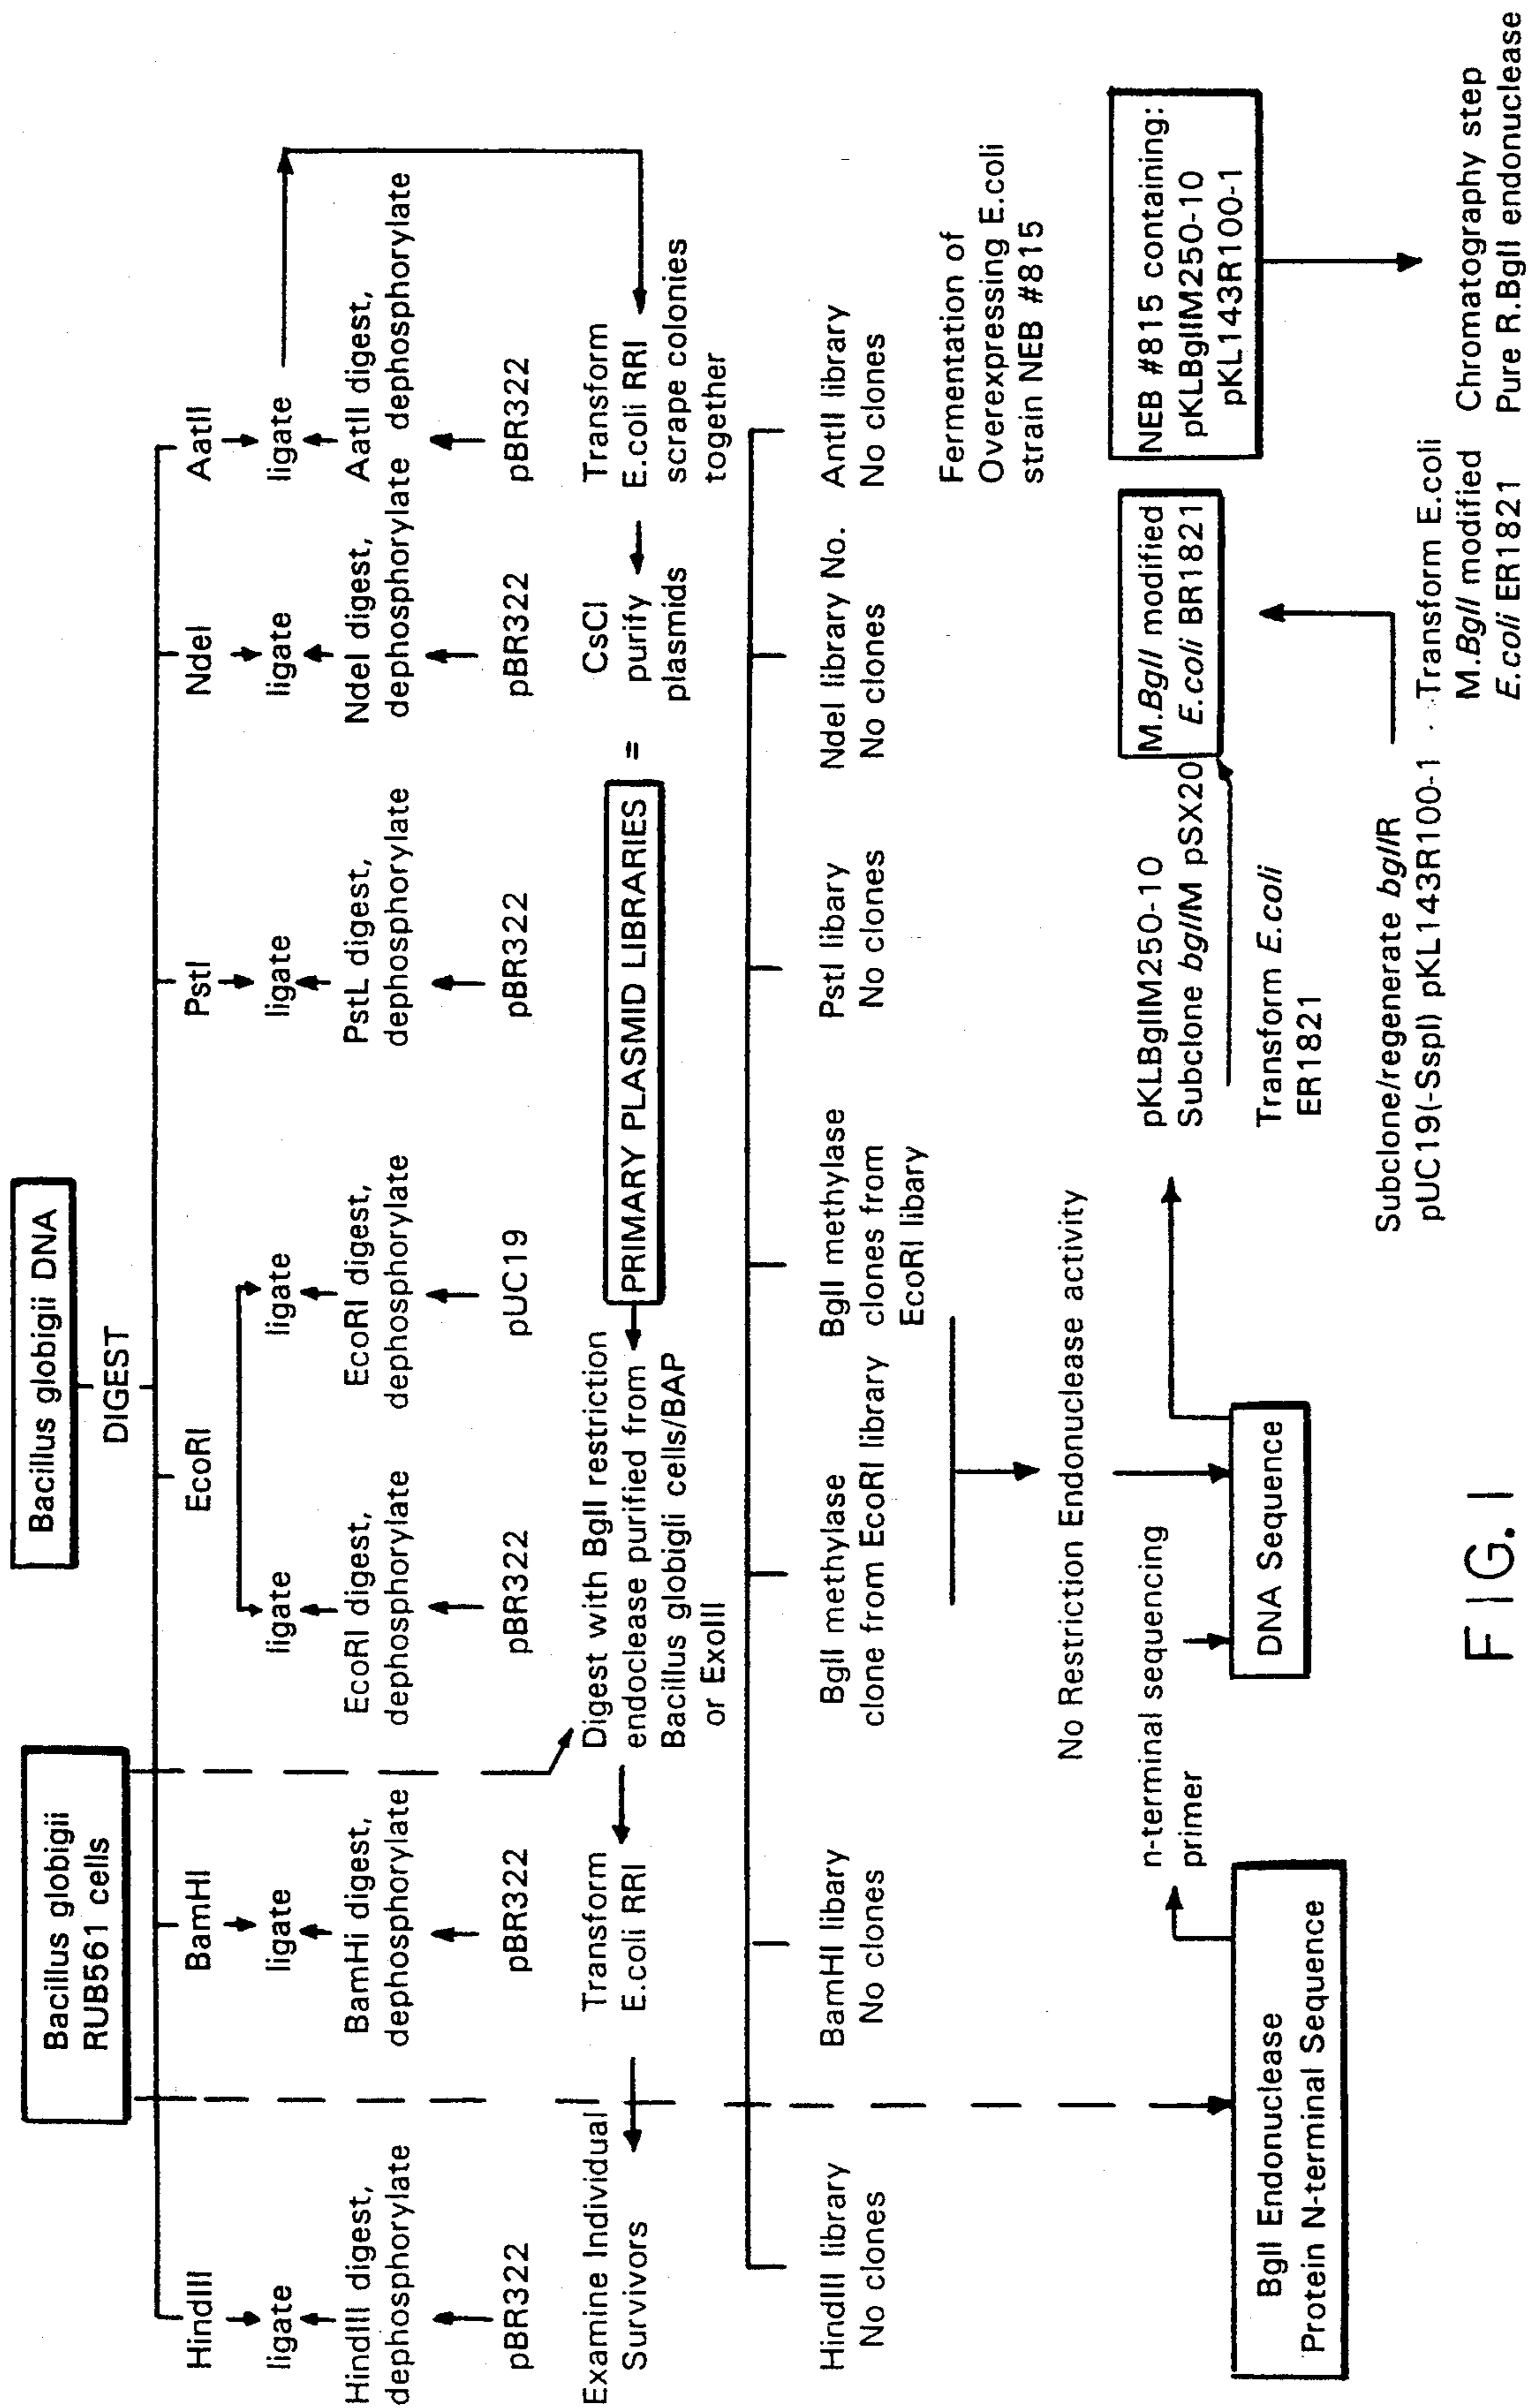 Bacillus globigii
RUB561 cells
Bacillus globigii DNA
DIGEST
HindIII
BamHI
EcoRI
PstI
NdeI
AatII
ligate
ligate
ligate
ligate
ligate
ligate
ligate
HindIII digest,
dephosphorylate
BamHi digest,
dephosphorylate
EcoRI digest,
dephosphorylate
EcoRI digest,
dephosphorylate
PstL digest,
dephosphorylate
NdeI digest,
dephosphorylate
AatII digest,
dephosphorylate
pBR322
pBR322
pBR322
pUC19
pBR322
pBR322
pBR322
Examine Individual
Survivors
Transform
E.coli RRI
Digest with BglI restriction
endoclease purified from
Bacillus globigii cells/BAP
or ExoIII
PRIMARY PLASMID LIBRARIES
=
CsCl
purify
plasmids
Transform
E.coli RRI
scrape colonies
together
HindIII library
No clones
BamHI libary
No clones
BglI methylase
clone from EcoRI library
BglI methylase
clones from
EcoRI libary
PstI libary
No clones
NdeI library No.
No clones
AntII library
No clones
No Restriction Endonuclease activity
Fermentation of
Overexpressing E.coli
strain NEB #815
n-terminal sequencing
primer
BglI Endonuclease
Protein N-terminal Sequence
DNA Sequence
pKLBglIM250-10
Subclone bglIM pSX20
Transform E.coli
ER1821
M.BglI modified
E.coli BR1821
NEB #815 containing:
pKLBglIM250-10
pKL143R100-1
Subclone/regenerate bglIR
pUC19(-SspI) pKL143R100-1
Transform E.coli
M.BglI modified
E.coli ER1821
Chromatography step
Pure R.BglI endonuclease
FIG. 1